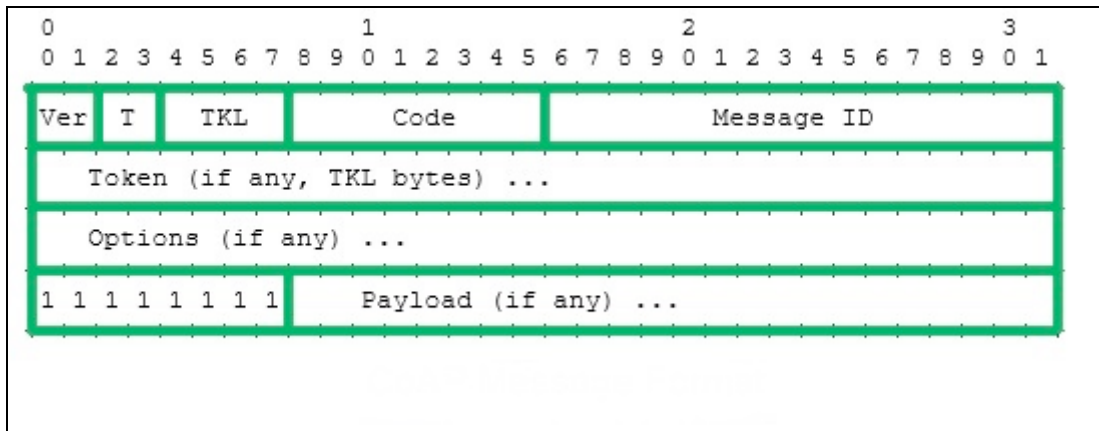 0 1 2 3
0 1 2 3 4 5 6 7 8 9 0 1 2 3 4 5 6 7 8 9 0 1 2 3 4 5 6 7 8 9 0 1
Ver T TKL Code Message ID
Token (if any, TKL bytes) ...
Options (if any) ...
1 1 1 1 1 1 1 1 Payload (if any) ...